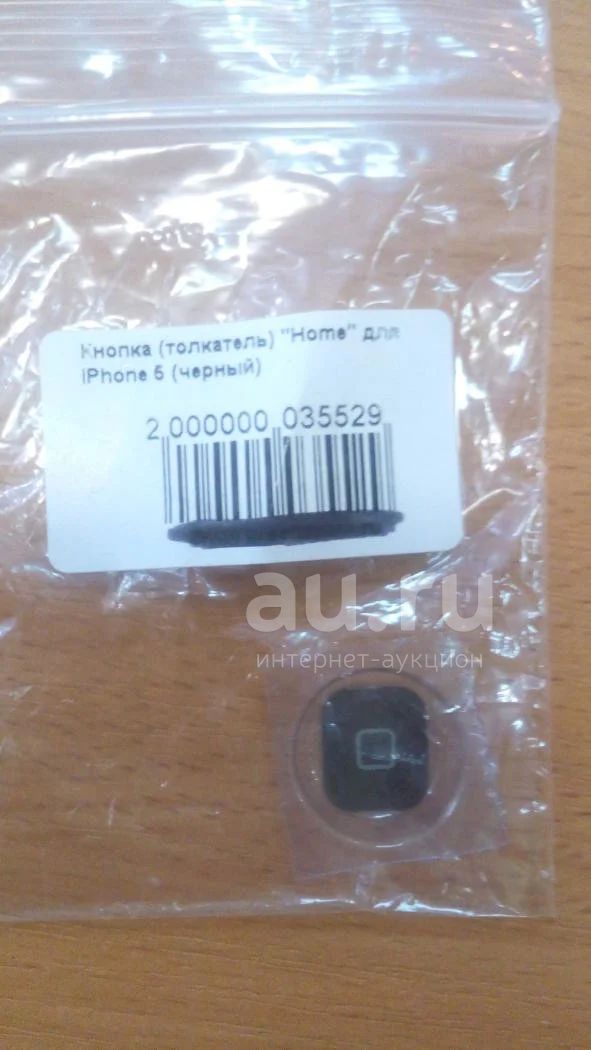 Кнопка (толкатель) "Home" для
iPhone 5 (черный)
2 000000 035529
au.ru
интернет-аукцион